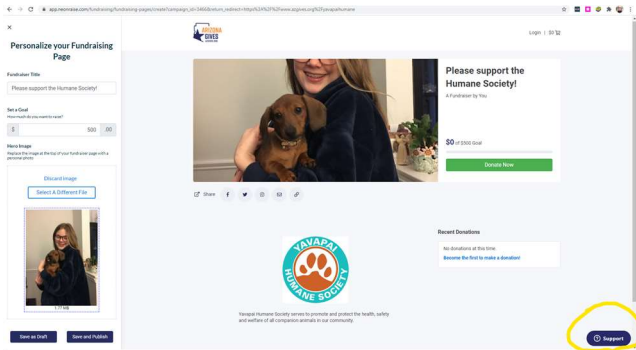 app.neonraise.com/fundraising/fundraising-pages/create?campaign_id=3466&return_redirect=https%3A%2F%2Fwww.azgives.org%2Fyavapaihumane
Personalize your Fundraising
Page
Fundraiser Title
Please support the Humane Society!
Set a Goal
How much do you want to raise?
$ 500 .00
Hero Image
Replace the image at the top of your fundraiser page with a
personal photo
Discard Image
Select A Different File
1.77 MB
Save as Draft
Save and Publish
ARIZONA
GIVES
Login | $0
Please support the
Humane Society!
A Fundraiser by You
$0 of $500 Goal
Donate Now
Share
YAVAPAI
HUMANE SOCIETY
Yavapai Humane Society serves to promote and protect the health, safety
and welfare of all companion animals in our community.
Recent Donations
No donations at this time.
Become the first to make a donation!
Support